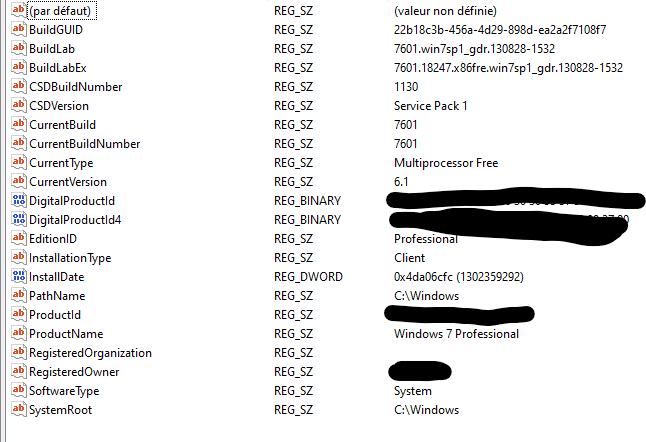 (par défaut) REG_SZ (valeur non définie)
BuildGUID REG_SZ 22b18c3b-456a-4d29-898d-ea2a2f7108f7
BuildLab REG_SZ 7601.win7sp1_gdr.130828-1532
BuildLabEx REG_SZ 7601.18247.x86fre.win7sp1_gdr.130828-1532
CSDBuildNumber REG_SZ 1130
CSDVersion REG_SZ Service Pack 1
CurrentBuild REG_SZ 7601
CurrentBuildNumber REG_SZ 7601
CurrentType REG_SZ Multiprocessor Free
CurrentVersion REG_SZ 6.1
DigitalProductId REG_BINARY
DigitalProductId4 REG_BINARY
EditionID REG_SZ Professional
InstallationType REG_SZ Client
InstallDate REG_DWORD 0x4da06cfc (1302359292)
PathName REG_SZ C:\Windows
ProductId REG_SZ
ProductName REG_SZ Windows 7 Professional
RegisteredOrganization REG_SZ
RegisteredOwner REG_SZ
SoftwareType REG_SZ System
SystemRoot REG_SZ C:\Windows